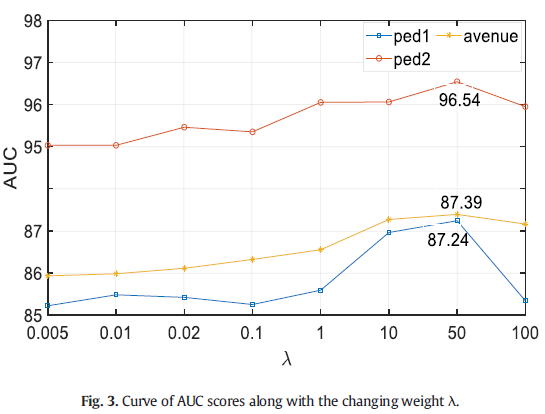 98
97
96
95
87
86
85
AUC
ped1 avenue
ped2
96.54
87.39
87.24
0.005 0.01 0.02 0.1 1 10 50 100
λ
Fig. 3. Curve of AUC scores along with the changing weight λ.